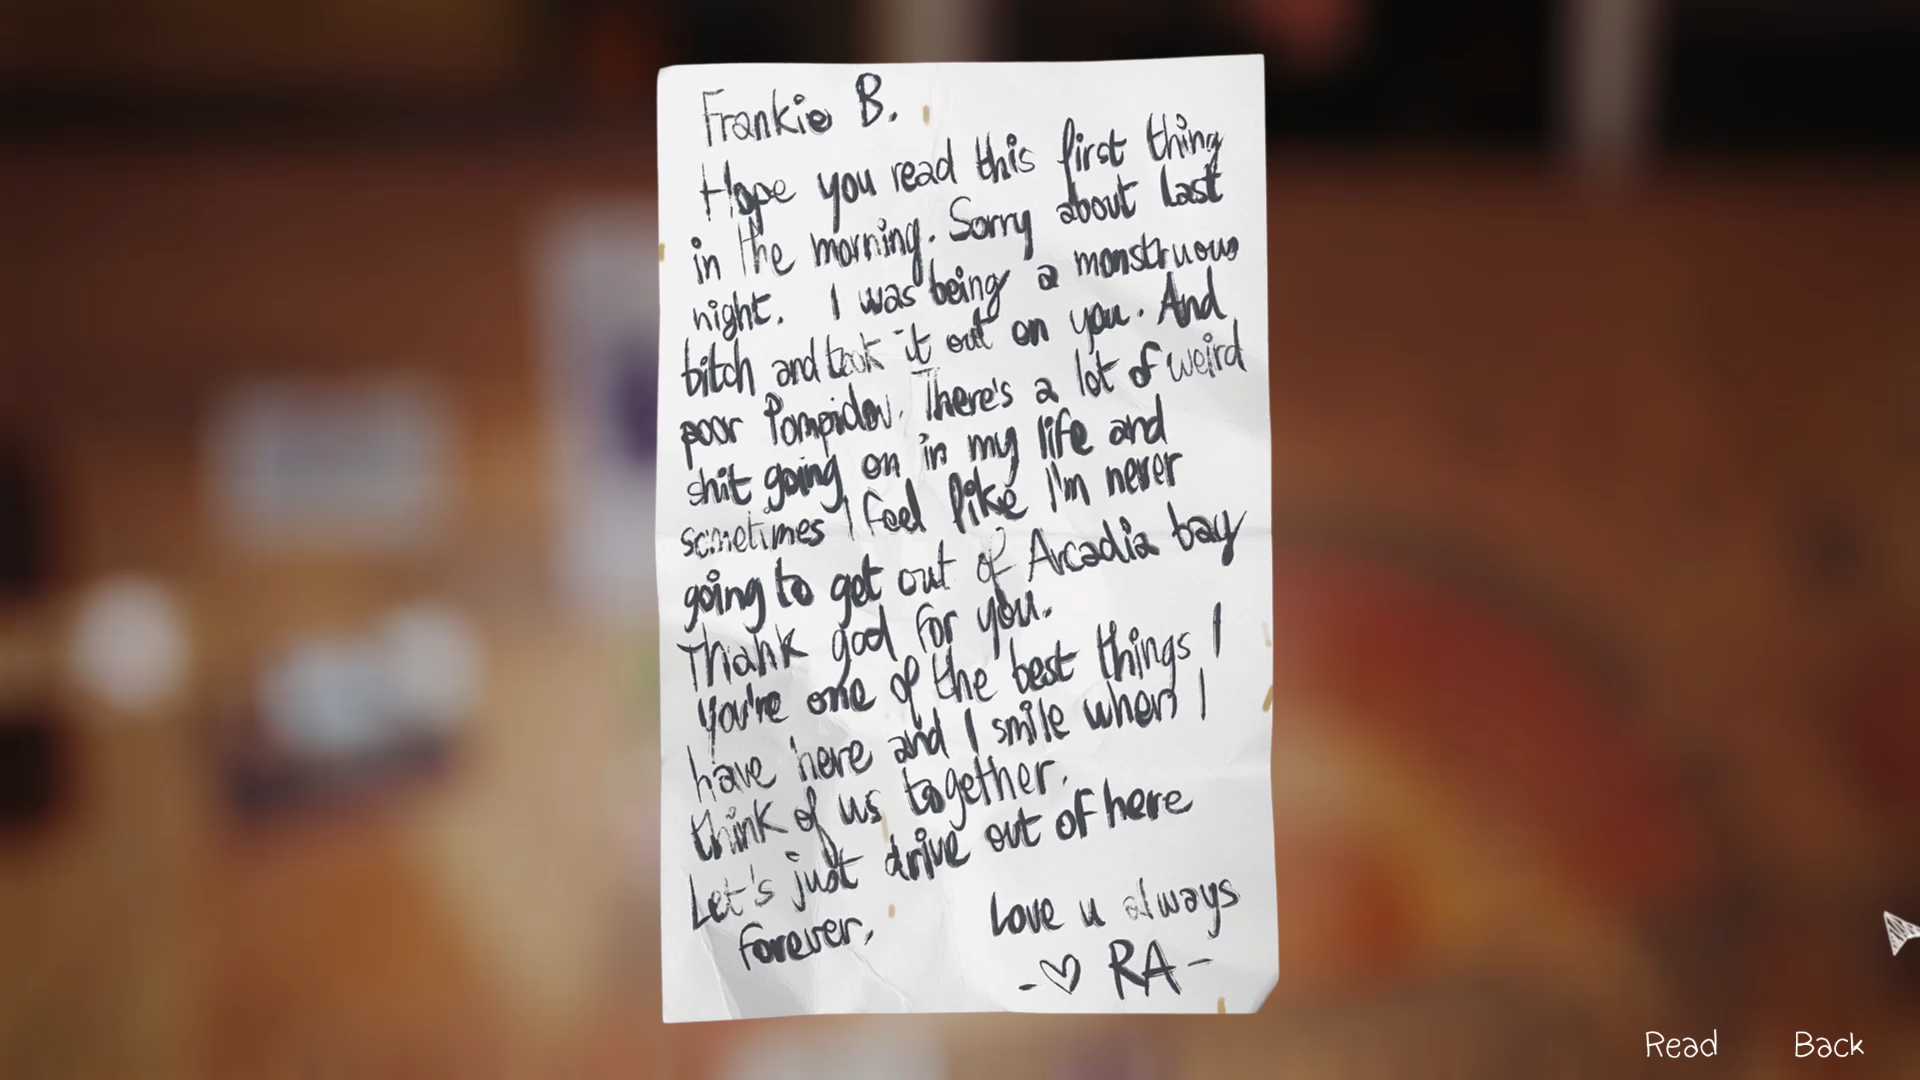 Frankie B.
Hope you read this first thing
in the morning. Sorry about last
night. I was being a monstruous
bitch and took it out on you. And
poor Pompidou. There's a lot of weird
shit going on in my life and
sometimes I feel like I'm never
going to get out of Arcadia bay
Thank god for you.
You're one of the best things I
have here and I smile when I
think of us together.
Let's just drive out of here
forever,
Love u always
-♡ RA-
Read Back